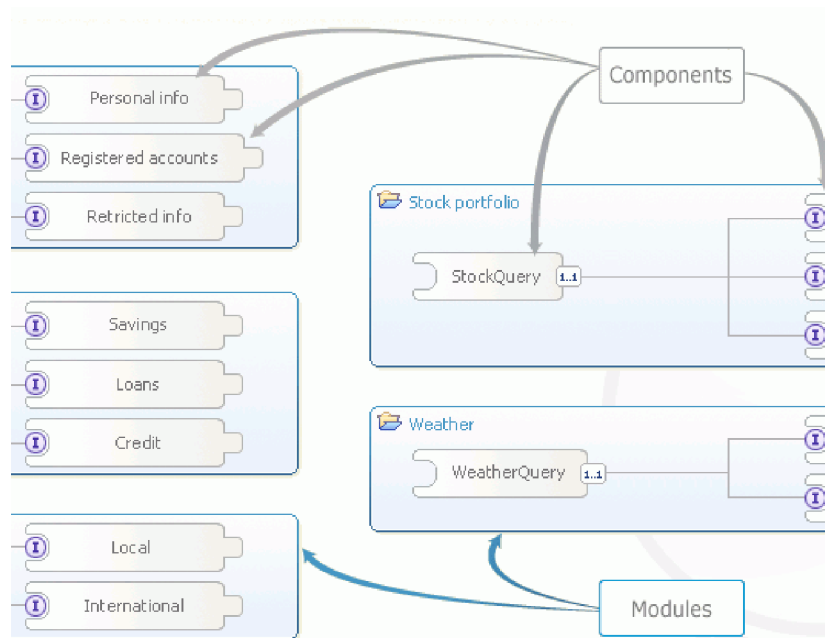 Components
Personal info
Registered accounts
Retricted info
Stock portfolio
StockQuery
1..1
Savings
Loans
Credit
Weather
WeatherQuery
1..1
Local
International
Modules